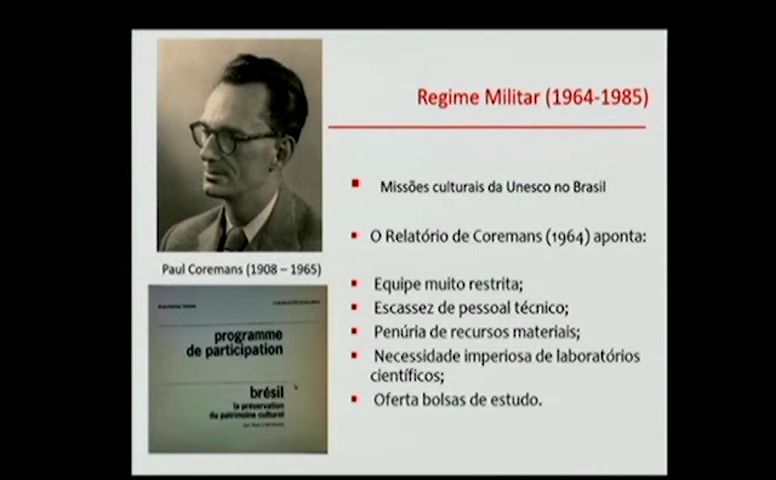 Regime Militar (1964-1985)
Missões culturais da Unesco no Brasil
O Relatório de Coremans (1964) aponta:
Equipe muito restrita;
Escassez de pessoal técnico;
Penúria de recursos materiais;
Necessidade imperiosa de laboratórios
científicos;
Oferta bolsas de estudo.
Paul Coremans (1908 – 1965)
programme
de participation
brésil
la préservation
du patrimoine culturel